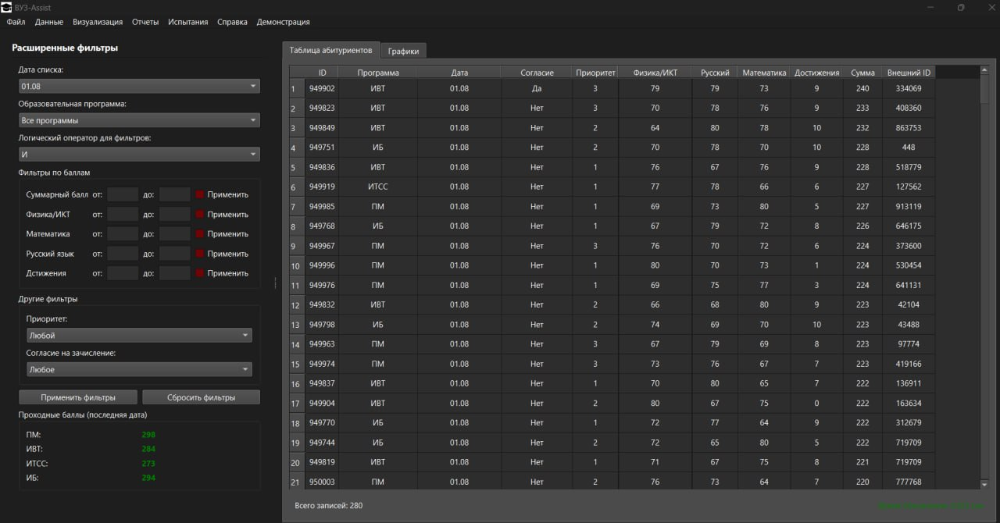 ВУЗ-Assist
Файл Данные Визуализация Отчеты Испытания Справка Демонстрация
Расширенные фильтры
Дата списка:
01.08
Образовательная программа:
Все программы
Логический оператор для фильтров:
И
Фильтры по баллам
Суммарный балл от: до: Применить
Физика/ИКТ от: до: Применить
Математика от: до: Применить
Русский язык от: до: Применить
Дстижения от: до: Применить
Другие фильтры
Приоритет:
Любой
Согласие на зачисление:
Любое
Применить фильтры Сбросить фильтры
Проходные баллы (последняя дата)
ПМ: 298
ИВТ: 284
ИТСС: 273
ИБ: 294
Таблица абитуриентов Графики
ID Программа Дата Согласие Приоритет Физика/ИКТ Русский Математика Достижения Сумма Внешний ID
1 949902 ИВТ 01.08 Да 3 79 79 73 9 240 334069
2 949823 ИВТ 01.08 Нет 3 70 78 76 9 233 408360
3 949849 ИВТ 01.08 Нет 2 64 80 78 10 232 863753
4 949751 ИБ 01.08 Нет 2 70 78 70 10 228 448
5 949836 ИВТ 01.08 Нет 1 76 67 76 9 228 518779
6 949919 ИТСС 01.08 Нет 1 77 78 66 6 227 127562
7 949985 ПМ 01.08 Нет 1 69 73 80 5 227 913119
8 949768 ИБ 01.08 Нет 1 67 79 72 8 226 646175
9 949967 ПМ 01.08 Нет 3 76 70 72 6 224 373600
10 949996 ПМ 01.08 Нет 1 80 70 73 1 224 530454
11 949976 ПМ 01.08 Нет 1 69 75 77 3 224 641131
12 949832 ИВТ 01.08 Нет 2 66 68 80 9 223 42104
13 949798 ИБ 01.08 Нет 2 74 69 70 10 223 43488
14 949963 ПМ 01.08 Нет 3 67 79 69 8 223 97774
15 949974 ПМ 01.08 Нет 3 73 76 67 7 223 419166
16 949837 ИВТ 01.08 Нет 1 70 80 65 7 222 136911
17 949904 ИВТ 01.08 Нет 2 80 67 75 0 222 163634
18 949770 ИБ 01.08 Нет 1 72 77 64 9 222 312679
19 949744 ИБ 01.08 Нет 2 72 65 80 5 222 719709
20 949819 ИВТ 01.08 Нет 1 71 67 75 8 221 719709
21 950003 ПМ 01.08 Нет 2 76 73 64 7 220 777768
Всего записей: 280